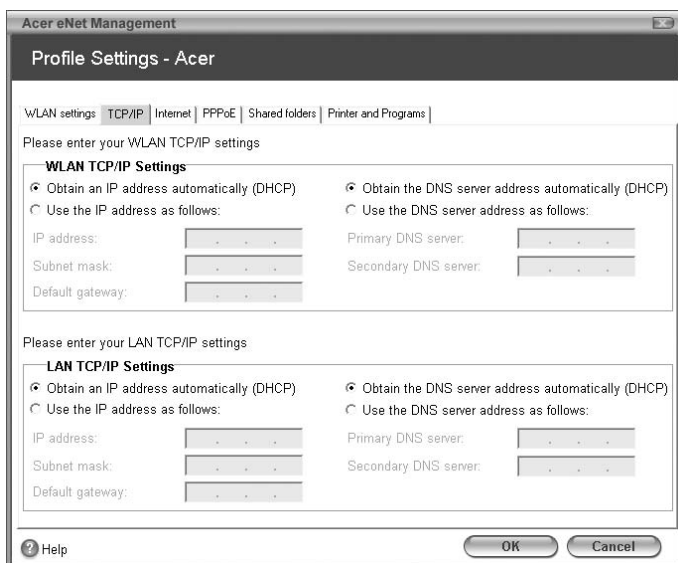 Acer eNet Management
Profile Settings - Acer
WLAN settings TCP/IP Internet PPPoE Shared folders Printer and Programs
Please enter your WLAN TCP/IP settings
WLAN TCP/IP Settings
Obtain an IP address automatically (DHCP) Obtain the DNS server address automatically (DHCP)
Use the IP address as follows: Use the DNS server address as follows:
IP address: Primary DNS server:
Subnet mask: Secondary DNS server:
Default gateway:
Please enter your LAN TCP/IP settings
LAN TCP/IP Settings
Obtain an IP address automatically (DHCP) Obtain the DNS server address automatically (DHCP)
Use the IP address as follows: Use the DNS server address as follows:
IP address: Primary DNS server:
Subnet mask: Secondary DNS server:
Default gateway:
? Help OK Cancel